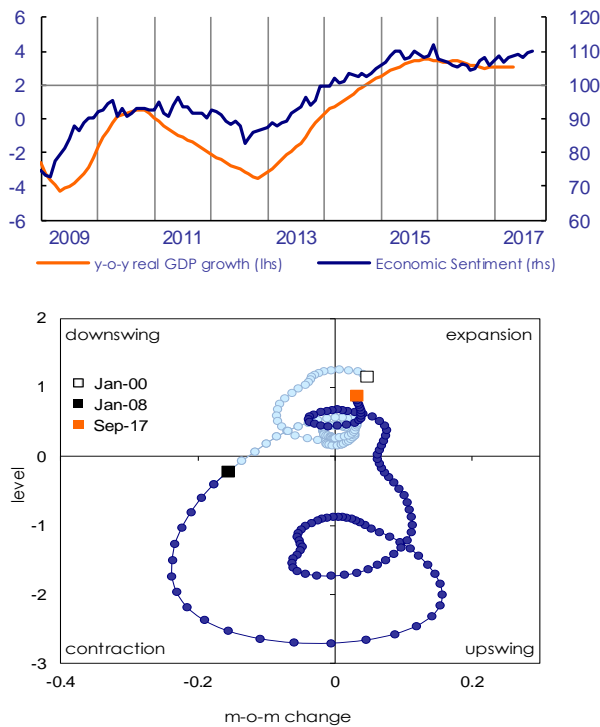 6 120
4 110
2 100
0 90
-2 80
-4 70
-6 60
2009 2011 2013 2015 2017
y-o-y real GDP growth (lhs) Economic Sentiment (rhs)
2
downswing expansion
1
Jan-00
Jan-08
Sep-17
0
level
-1
-2
contraction upswing
-3
-0.4 -0.2 0 0.2
m-o-m change